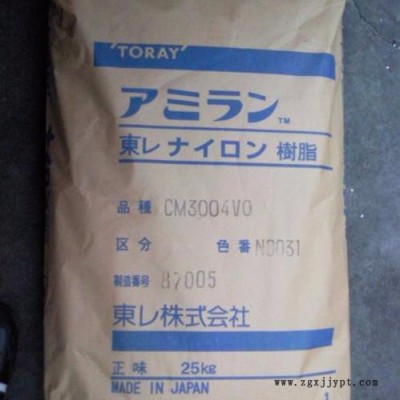 'TORAY'
アミラン™
東レ ナイロン 樹脂
品種 CM3004V0
区分 色番 N0031
製造番号 87005
東レ株式会社
正味 25kg
MADE IN JAPAN
1
www.zgxjjypt.com